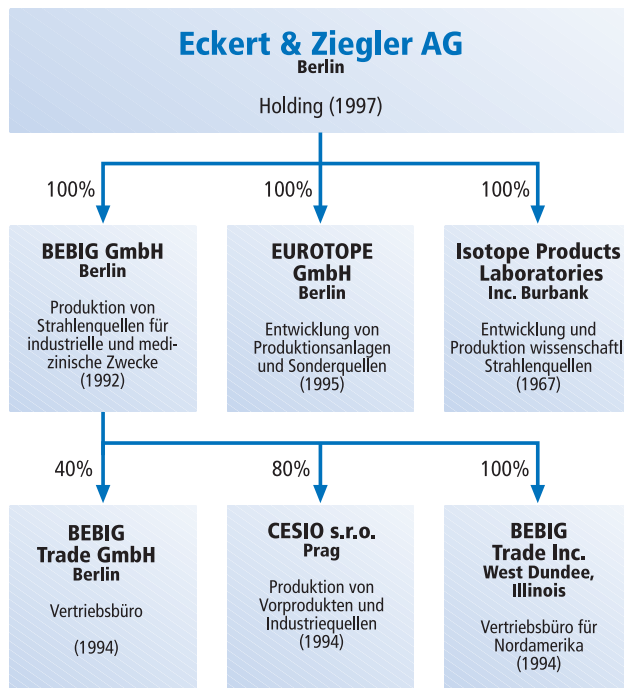 Eckert & Ziegler AG
Berlin
Holding (1997)
100%
100%
100%
BEBIG GmbH
Berlin
Produktion von
Strahlenquellen für
industrielle und medi-
zinische Zwecke
(1992)
EUROTOPE
GmbH
Berlin
Entwicklung von
Produktionsanlagen
und Sonderquellen
(1995)
Isotope Products
Laboratories
Inc. Burbank
Entwicklung und
Produktion wissenschaftl
Strahlenquellen
(1967)
40%
80%
100%
BEBIG
Trade GmbH
Berlin
Vertriebsbüro
(1994)
CESIO s.r.o.
Prag
Produktion von
Vorprodukten und
Industriequellen
(1994)
BEBIG
Trade Inc.
West Dundee,
Illinois
Vertriebsbüro für
Nordamerika
(1994)